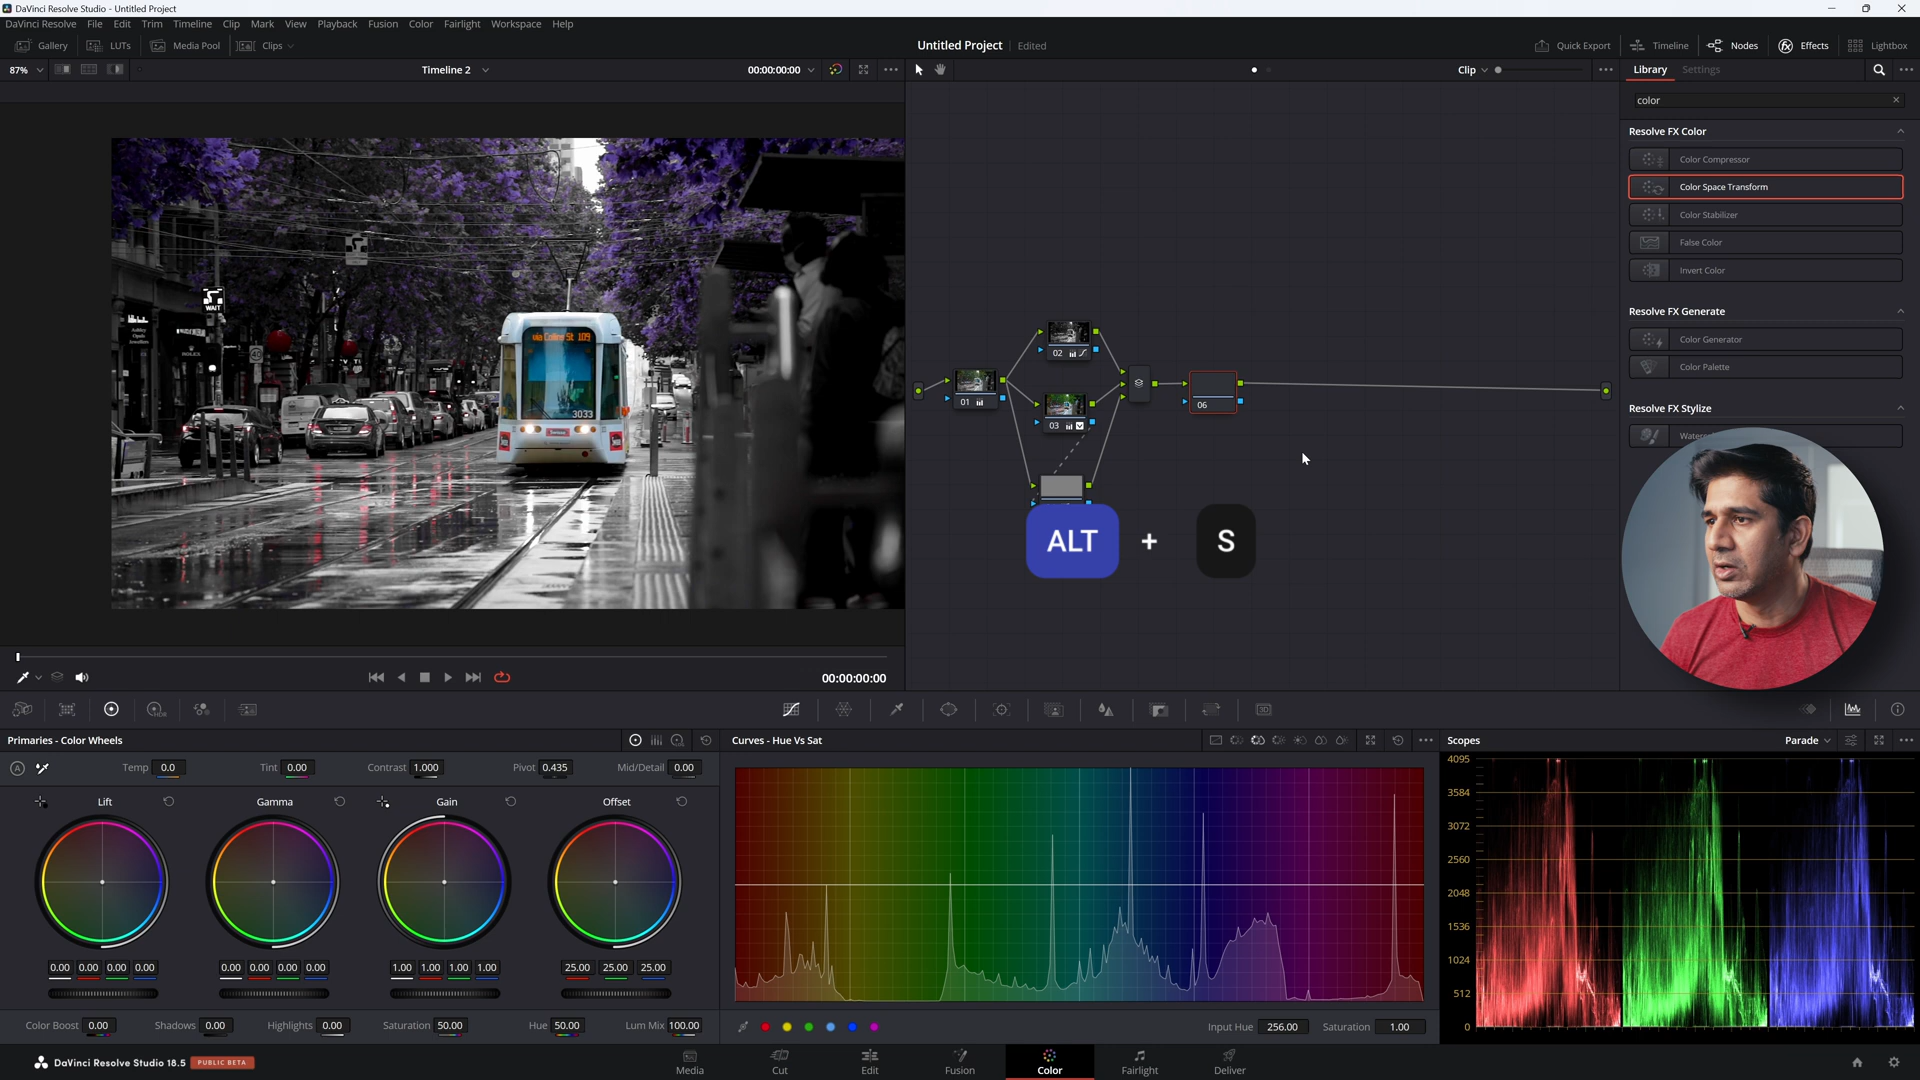 DaVinci Resolve Studio - Untitled Project
DaVinci Resolve File Edit Trim Timeline Clip Mark View Playback Fusion Color Fairlight Workspace Help
Gallery LUTs Media Pool Clips Untitled Project Edited Quick Export Timeline Nodes Effects Lightbox
87% Timeline 2 00:00:00:00 Clip Library Settings
color
Resolve FX Color
Color Compressor
Color Space Transform
Color Stabilizer
False Color
Invert Color
Resolve FX Generate
Color Generator
Color Palette
Resolve FX Stylize
WAIT
ROLEX
via Collins St 109
3033
01
02
03
06
ALT + S
00:00:00:00
Primaries - Color Wheels
Temp 0.0 Tint 0.00 Contrast 1.000 Pivot 0.435 Mid/Detail 0.00
Lift Gamma Gain Offset
0.00 0.00 0.00 0.00 0.00 0.00 0.00 0.00 1.00 1.00 1.00 1.00 25.00 25.00 25.00
Color Boost 0.00 Shadows 0.00 Highlights 0.00 Saturation 50.00 Hue 50.00 Lum Mix 100.00
Curves - Hue Vs Sat
Input Hue 256.00 Saturation 1.00
Scopes Parade
4095
3584
3072
2560
2048
1536
1024
512
0
DaVinci Resolve Studio 18.5 PUBLIC BETA
Media Cut Edit Fusion Color Fairlight Deliver